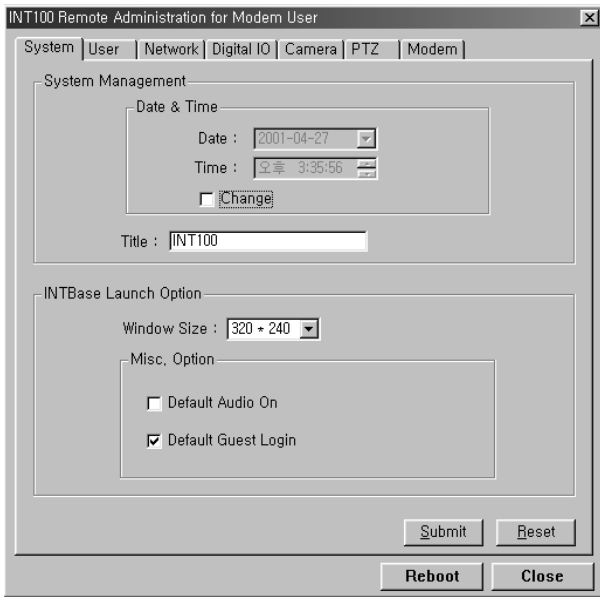 INT100 Remote Administration for Modem User
System User Network Digital IO Camera PTZ Modem
System Management
Date & Time
Date : 2001-04-27
Time : 오후 3:35:56
Change
Title : INT100
INTBase Launch Option
Window Size : 320 * 240
Misc. Option
Default Audio On
Default Guest Login
Submit Reset
Reboot Close